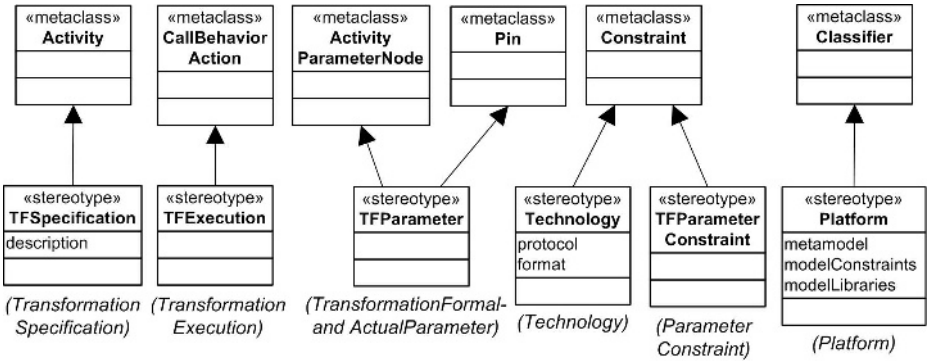 «metaclass»
Activity
«metaclass»
CallBehavior
Action
«metaclass»
Activity
ParameterNode
«metaclass»
Pin
«metaclass»
Constraint
«metaclass»
Classifier
«stereotype»
TFSpecification
description
(Transformation
Specification)
«stereotype»
TFExecution
(Transformation
Execution)
«stereotype»
TFParameter
(TransformationFormal-
and ActualParameter)
«stereotype»
Technology
protocol
format
(Technology)
«stereotype»
TFParameter
Constraint
(Parameter
Constraint)
«stereotype»
Platform
metamodel
modelConstraints
modelLibraries
(Platform)